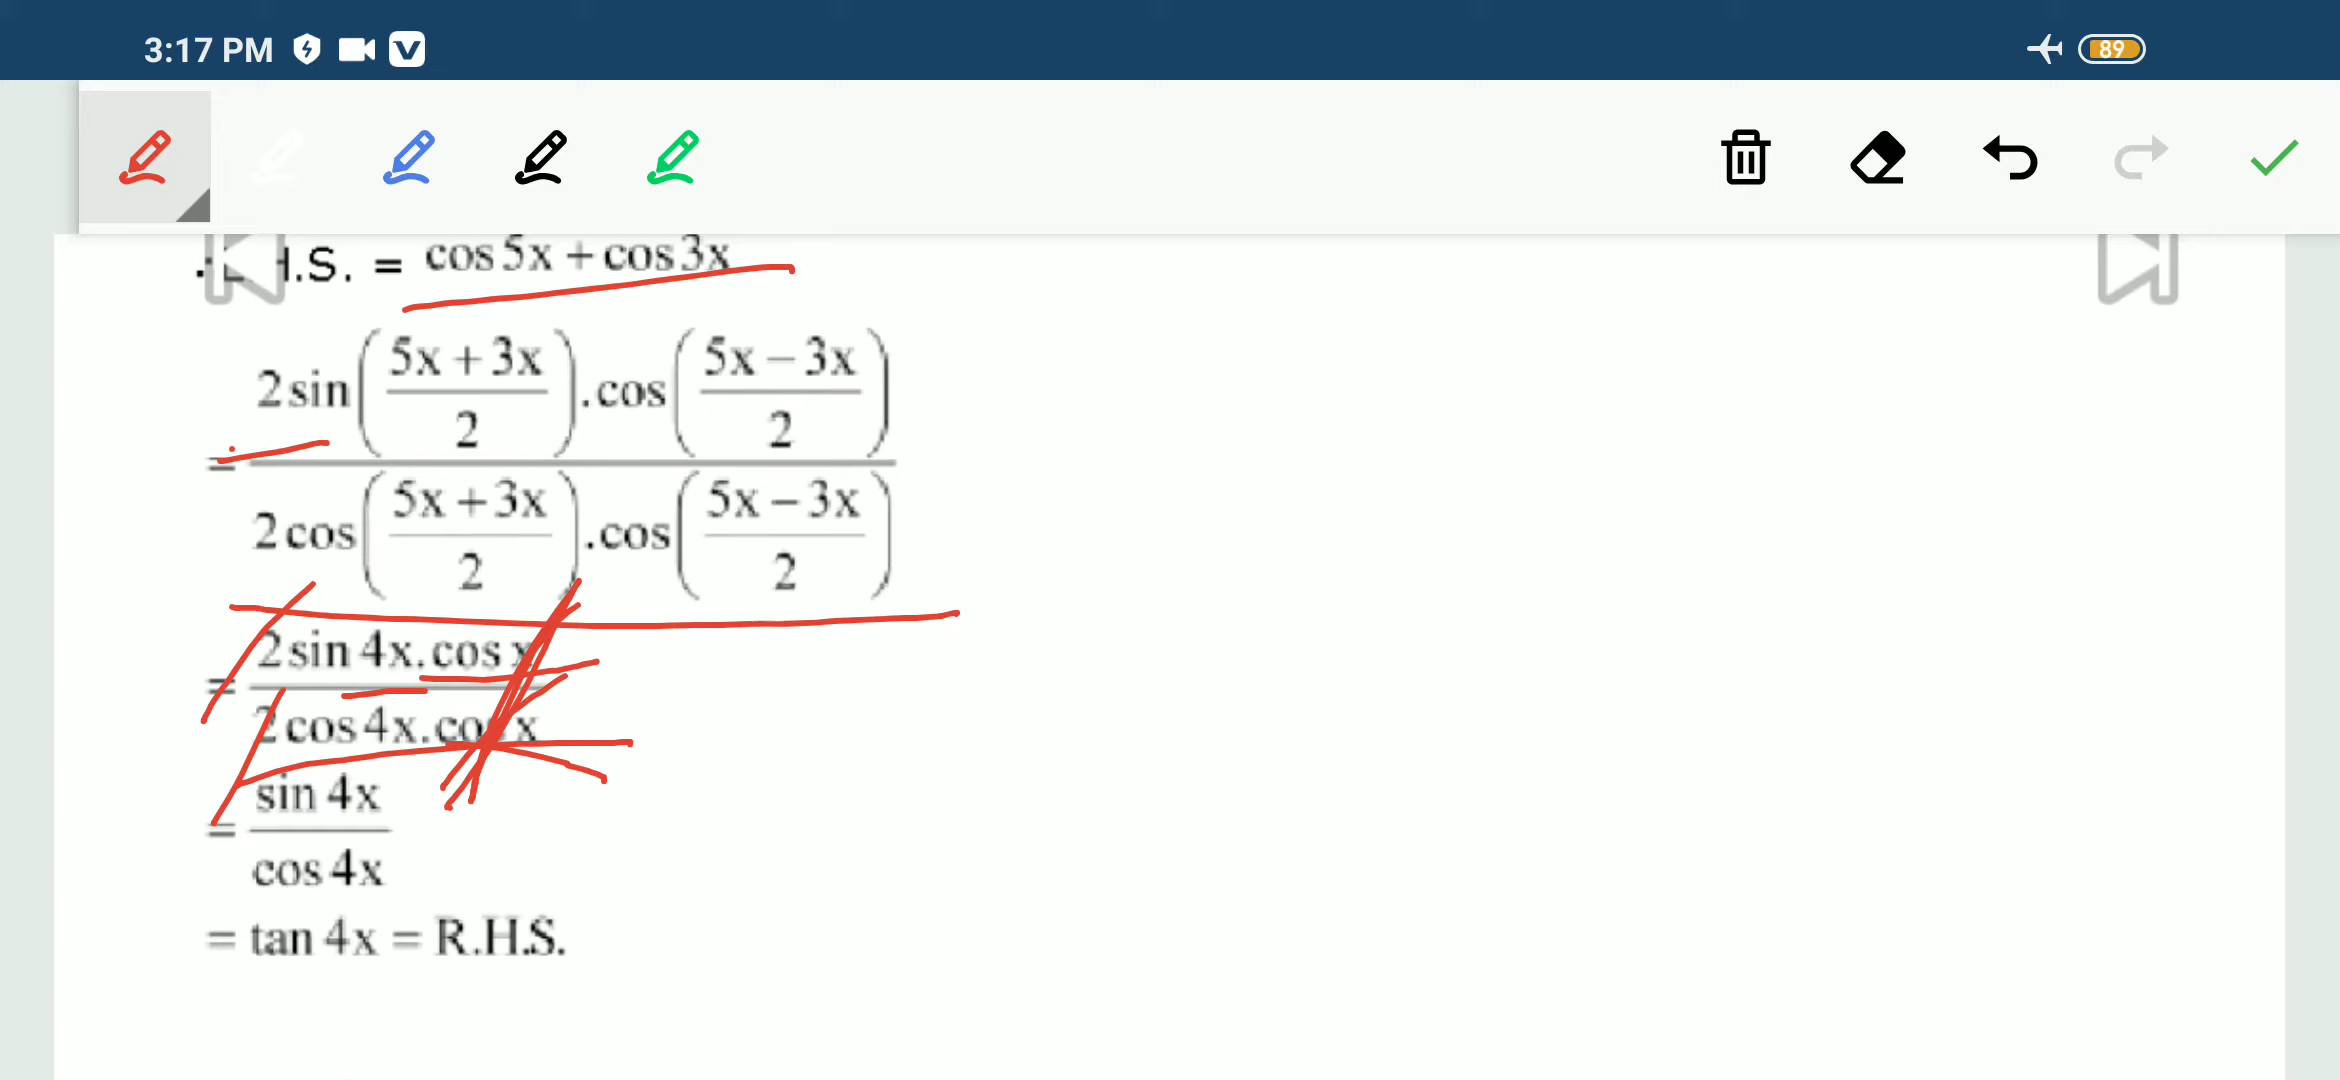 3:17 PM 89
L.H.S. = cos 5x + cos 3x
= 2 sin ( (5x + 3x) / 2 ) . cos ( (5x − 3x) / 2 )
2 cos ( (5x + 3x) / 2 ) . cos ( (5x − 3x) / 2 )
= 2 sin 4x . cos x
2 cos 4x . cos x
= sin 4x
cos 4x
= tan 4x = R.H.S.